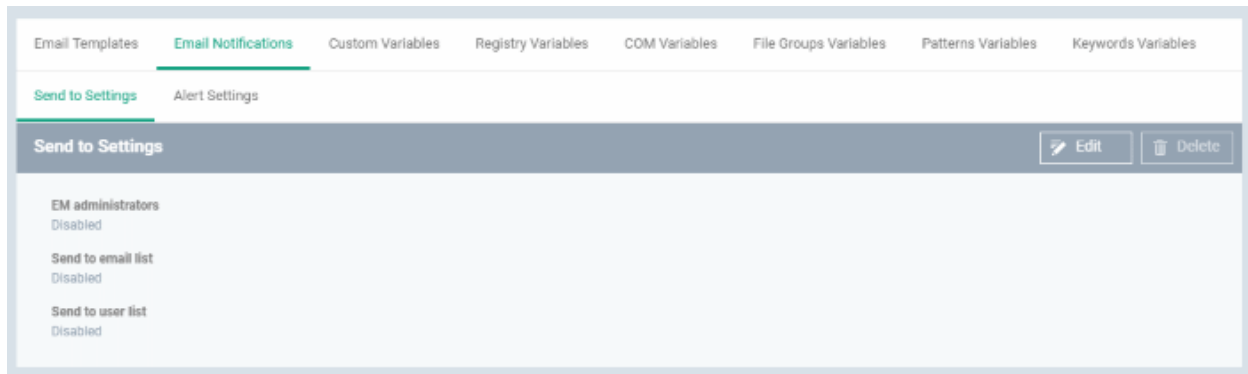 Email Templates Email Notifications Custom Variables Registry Variables COM Variables File Groups Variables Patterns Variables Keywords Variables
Send to Settings Alert Settings
Send to Settings Edit Delete
EM administrators
Disabled
Send to email list
Disabled
Send to user list
Disabled